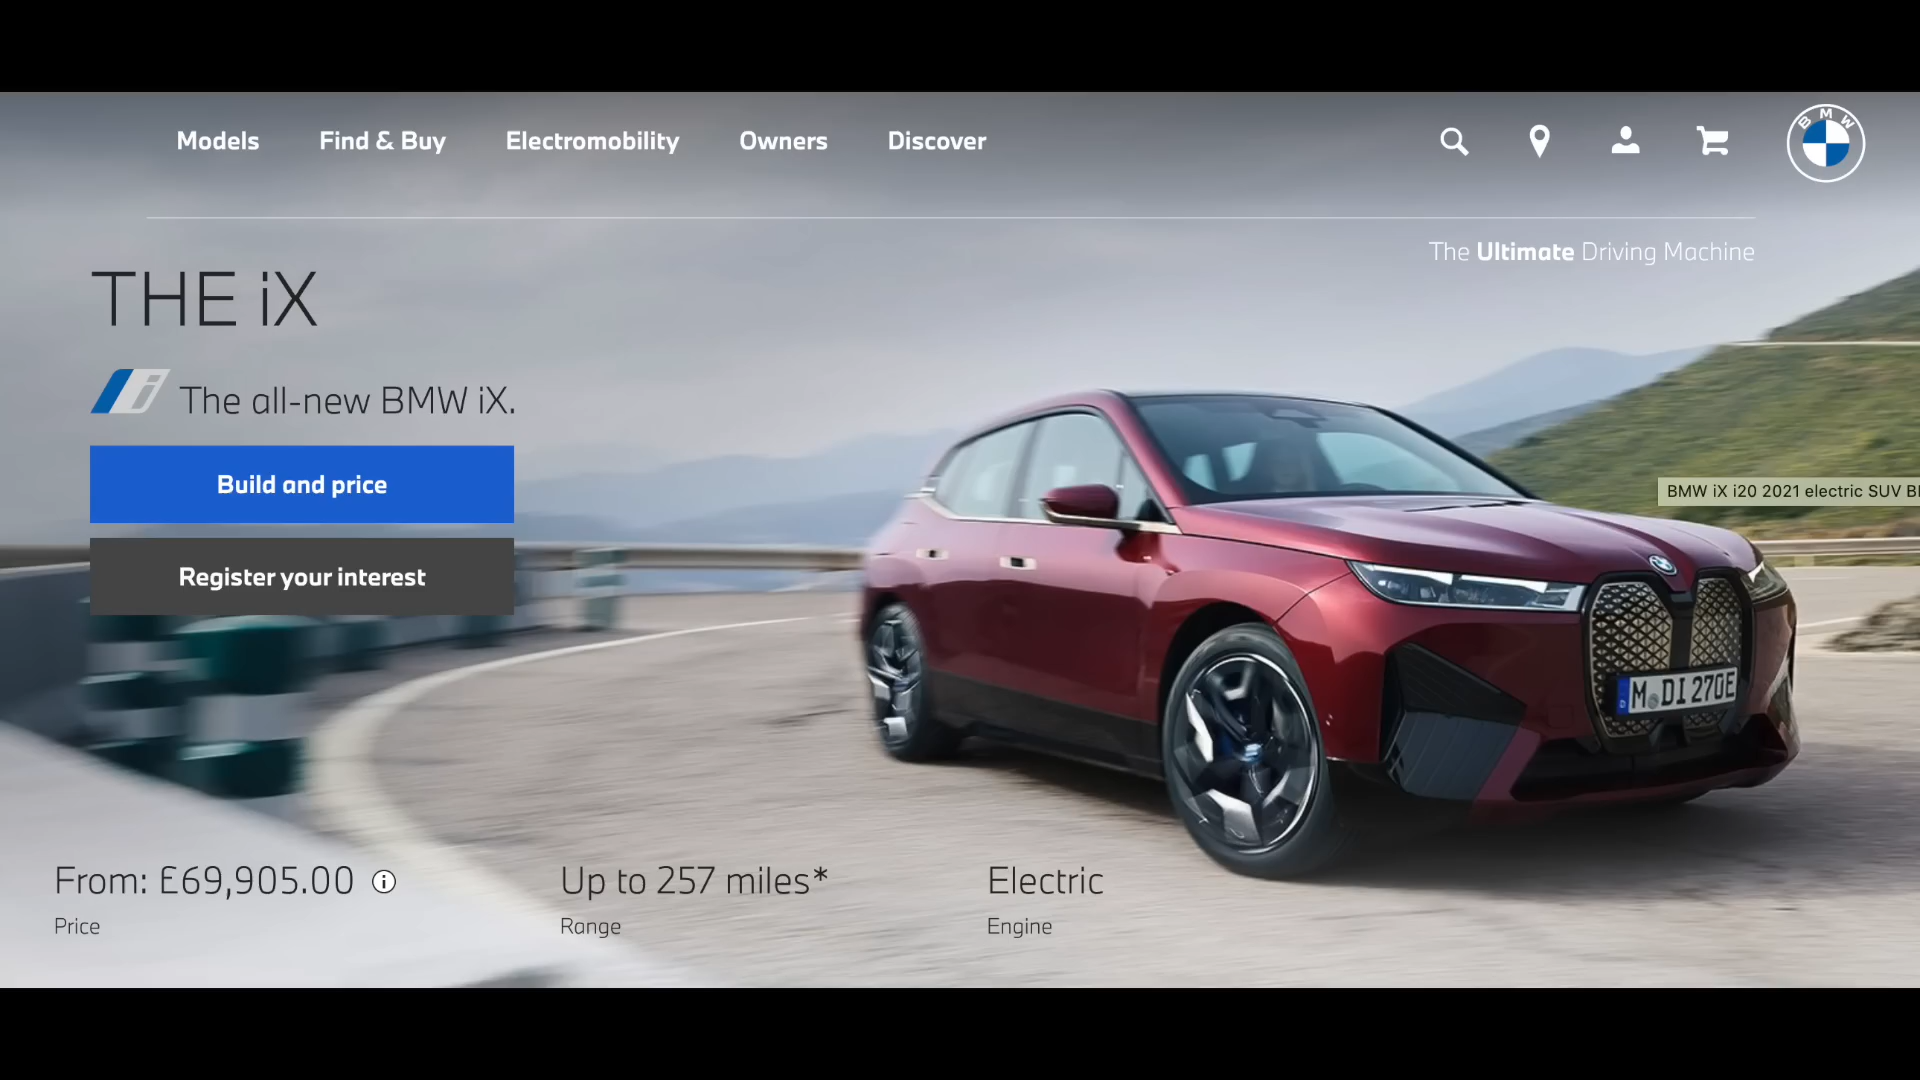 Models Find & Buy Electromobility Owners Discover
BMW
The Ultimate Driving Machine
THE iX
i The all-new BMW iX.
Build and price
BMW iX i20 2021 electric SUV
Register your interest
M DI 270E
From: £69,905.00 i Up to 257 miles* Electric
Price Range Engine